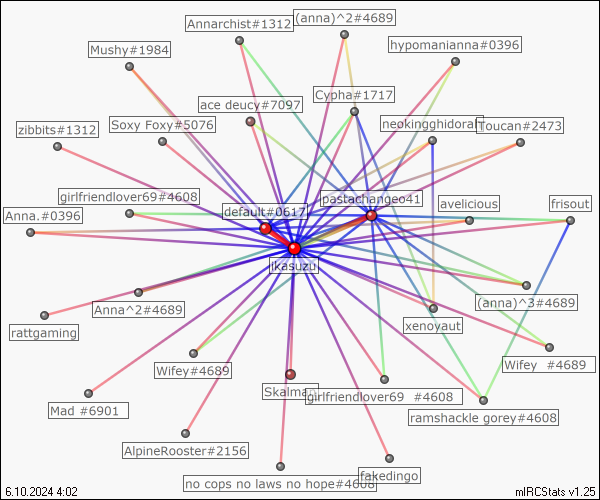 (anna)^2#4689
Annarchist#1312
hypomanianna#0396
Mushy#1984
Cypha#1717
ace deucy#7097
neokingghidorah
Toucan#2473
Soxy Foxy#5076
zibbits#1312
girlfriendlover69#4608
pastachangeo41
avelicious
frisout
default#0617
Anna.#0396
ikasuzu
Anna^2#4689
(anna)^3#4689
xenoyaut
rattgaming
Wifey#4689
Wifey  #4689
Skalman
girlfriendlover69  #4608
Mad #6901
ramshackle gorey#4608
AlpineRooster#2156
fakedingo
no cops no laws no hope#4608
6.10.2024 4:02
mIRCStats v1.25